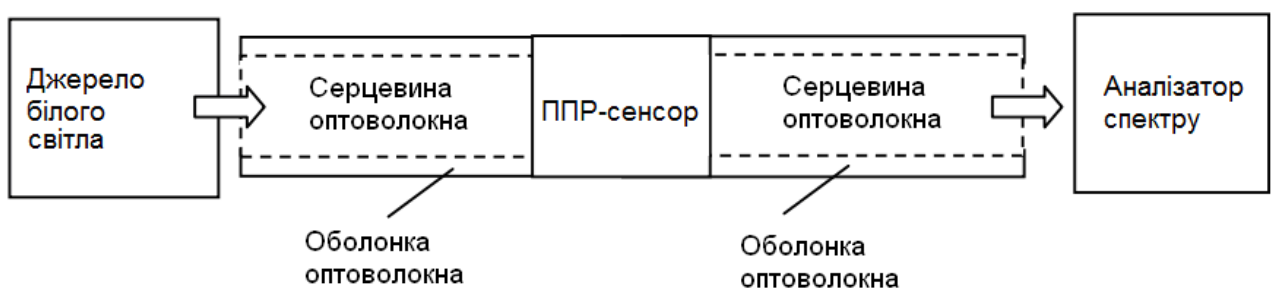 Джерело
білого
світла
Серцевина
оптоволокна
ППР-сенсор
Серцевина
оптоволокна
Аналізатор
спектру
Оболонка
оптоволокна
Оболонка
оптоволокна